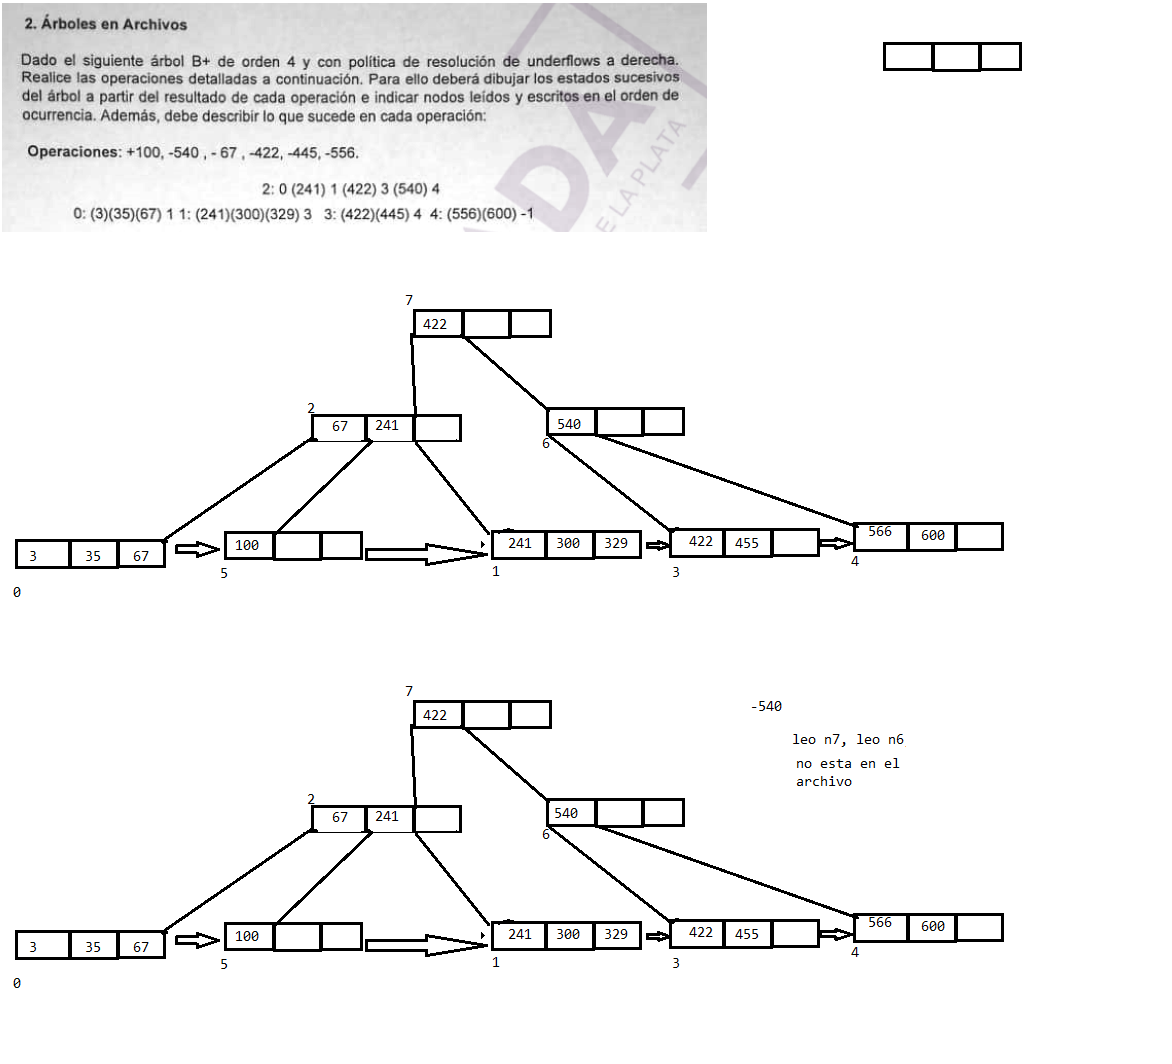 2. Árboles en Archivos
Dado el siguiente árbol B+ de orden 4 y con política de resolución de underflows a derecha.
Realice las operaciones detalladas a continuación. Para ello deberá dibujar los estados sucesivos
del árbol a partir del resultado de cada operación e indicar nodos leídos y escritos en el orden de
ocurrencia. Además, debe describir lo que sucede en cada operación:
Operaciones: +100, -540 , - 67 , -422, -445, -556.
2: 0 (241) 1 (422) 3 (540) 4
0: (3)(35)(67) 1 1: (241)(300)(329) 3 3: (422)(445) 4 4: (556)(600) -1
DA
E LA PLATA
7
422
2
67 241
540
6
3 35 67
100
241 300 329
422 455
566 600
0
5
1
3
4
7
422
-540
leo n7, leo n6
no esta en el
archivo
2
67 241
540
6
3 35 67
100
241 300 329
422 455
566 600
0
5
1
3
4